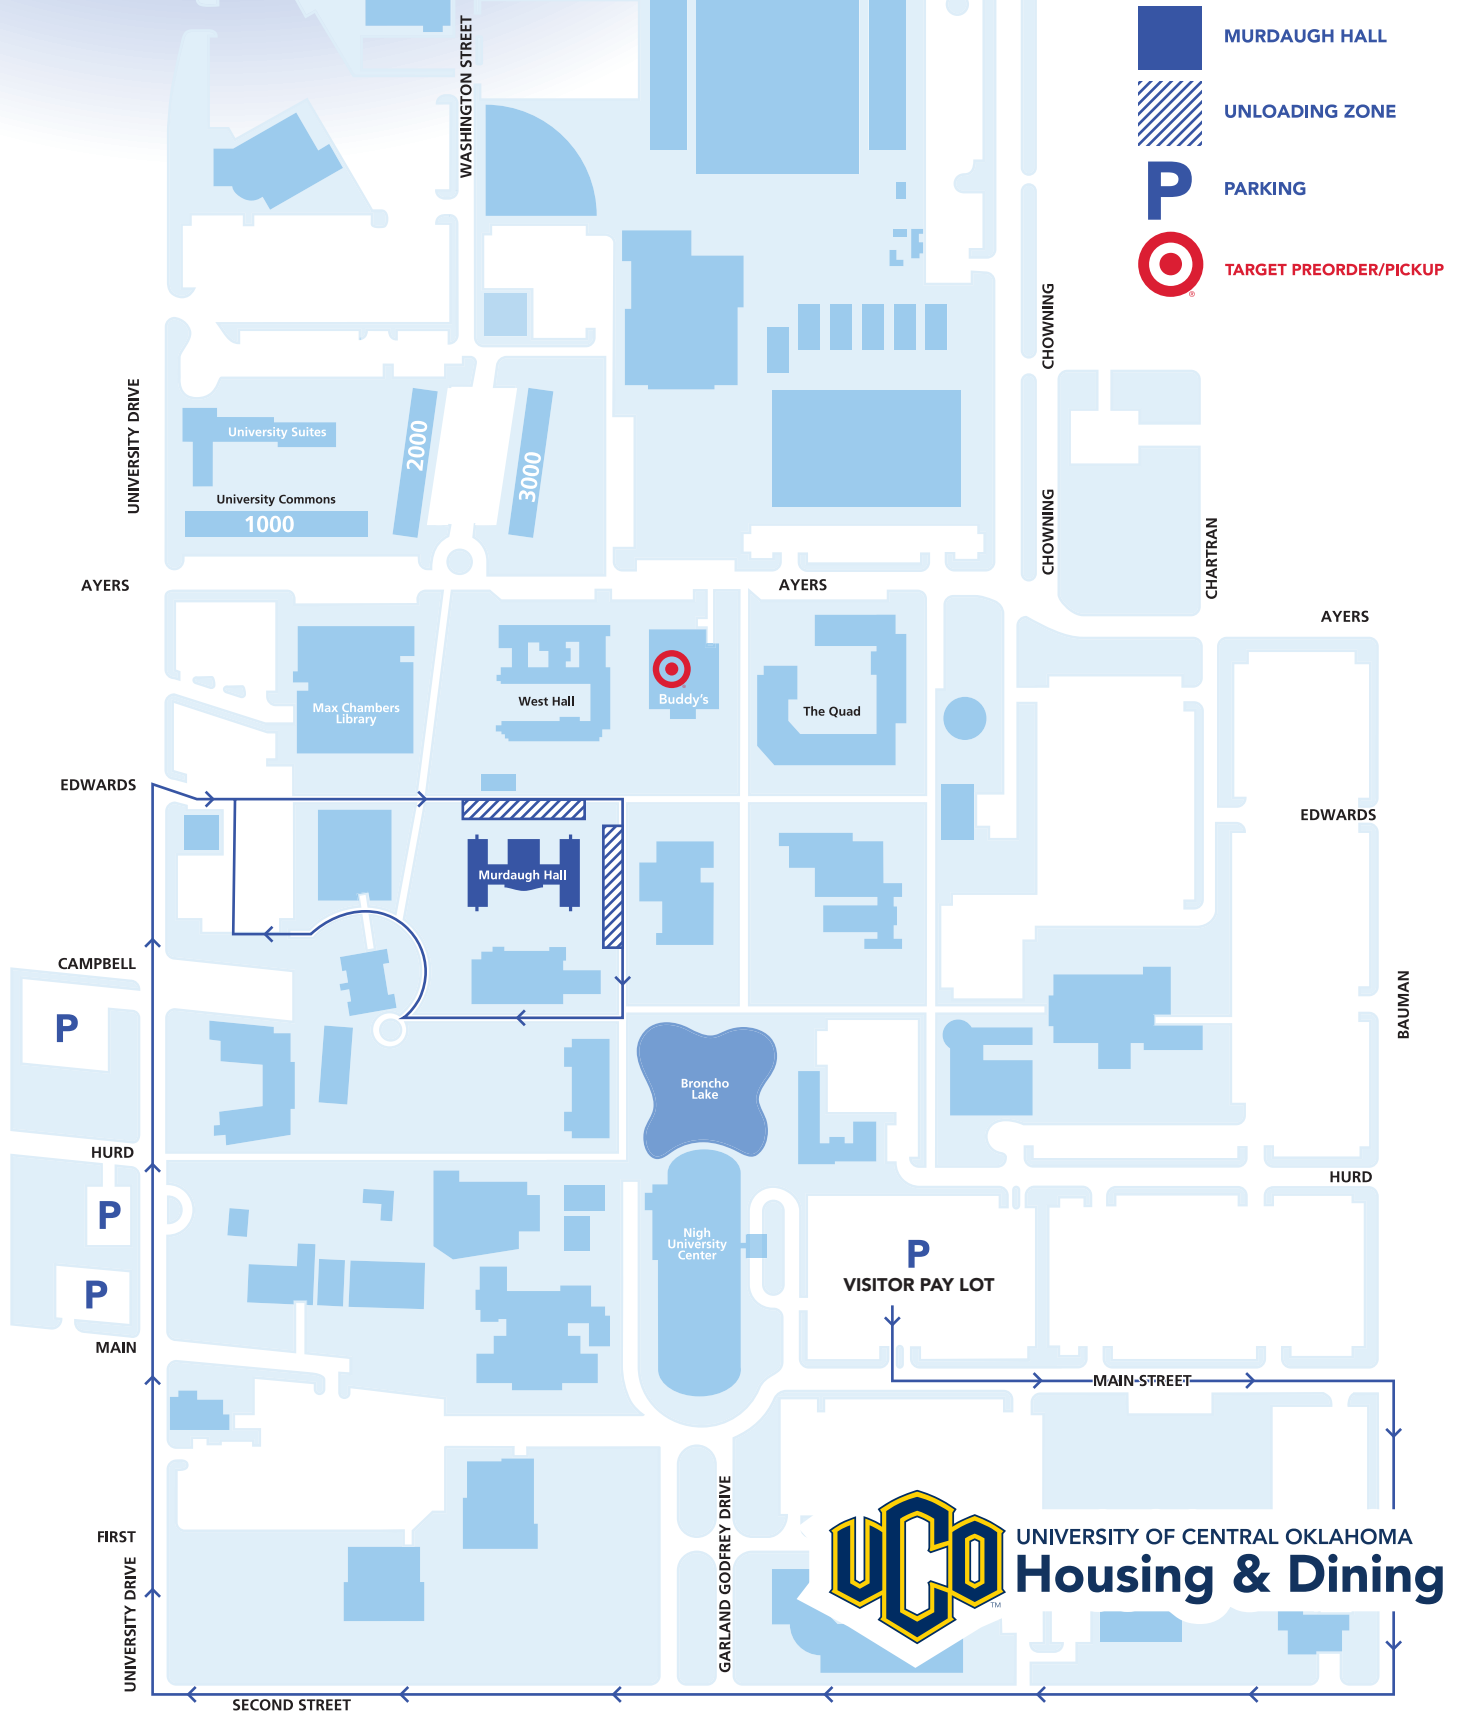 MURDAUGH HALL
UNLOADING ZONE
P
PARKING
®
TARGET PREORDER/PICKUP
WASHINGTON STREET
CHOWNING
UNIVERSITY DRIVE
University Suites
2000
3000
University Commons
1000
CHOWNING
CHARTRAN
AYERS
AYERS
AYERS
Max Chambers
Library
West Hall
Buddy's
The Quad
EDWARDS
EDWARDS
Murdaugh Hall
CAMPBELL
P
BAUMAN
Broncho
Lake
HURD
HURD
P
P
Nigh
University
Center
P
VISITOR PAY LOT
MAIN
MAIN STREET
FIRST
UNIVERSITY DRIVE
GARLAND GODFREY DRIVE
UCO
TM
UNIVERSITY OF CENTRAL OKLAHOMA
Housing & Dining
SECOND STREET